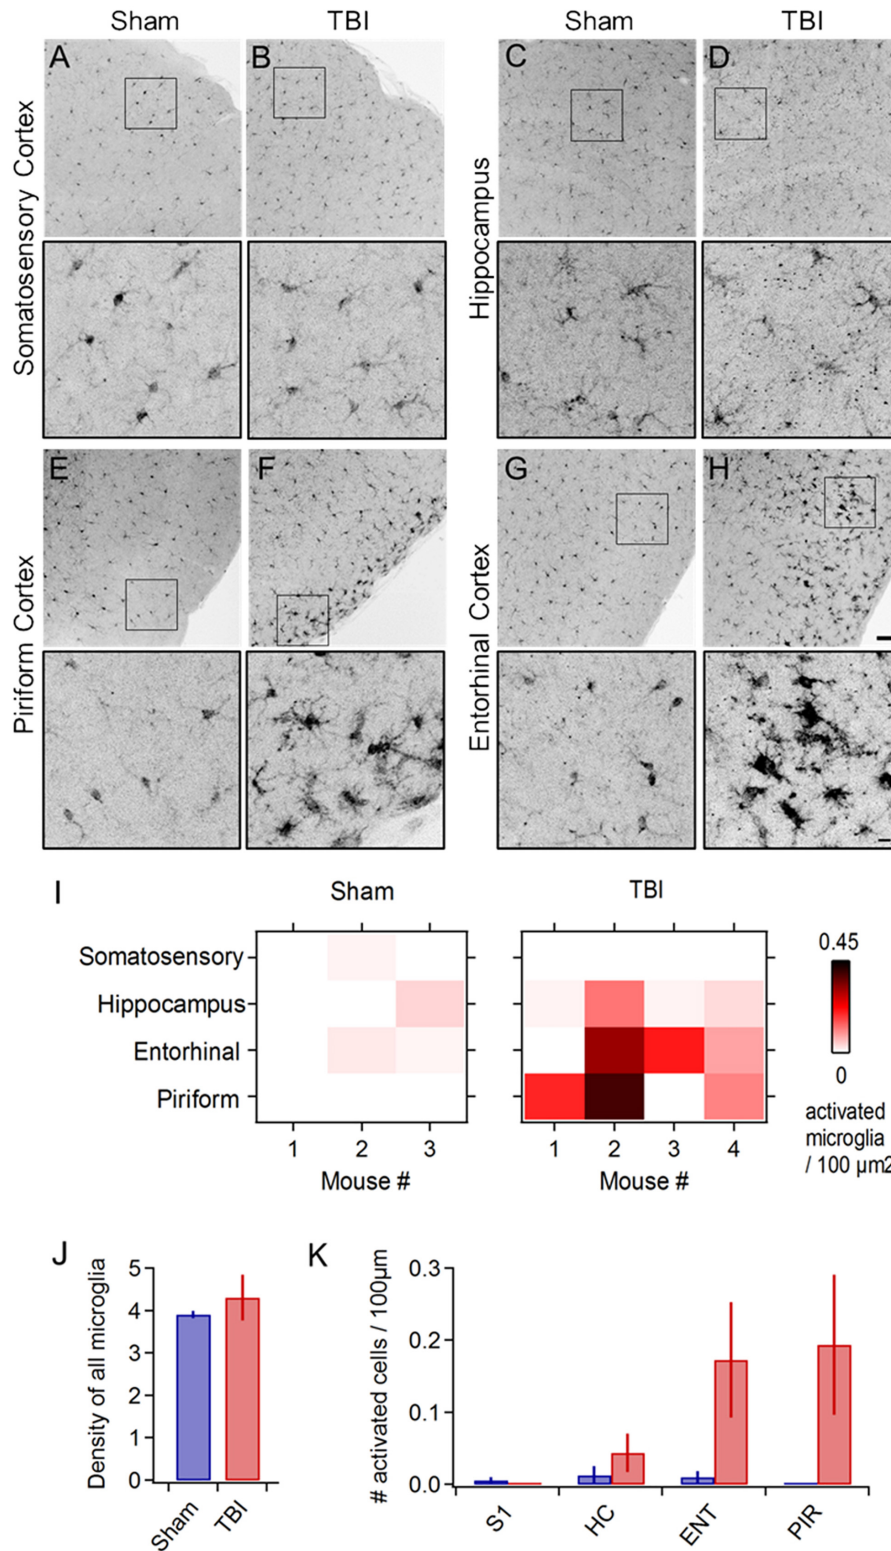 Sham TBI Sham TBI
A B C D
Somatosensory Cortex
Hippocampus
E F G H
Piriform Cortex
Entorhinal Cortex
I Sham TBI
Somatosensory
Hippocampus
Entorhinal
Piriform
1 2 3
Mouse #
1 2 3 4
Mouse #
0.45
0
activated
microglia
/ 100 µm2
J
Density of all microglia
5
4
3
2
1
0
Sham TBI
K
# activated cells / 100µm
0.3
0.2
0.1
0.0
S1 HC ENT PIR